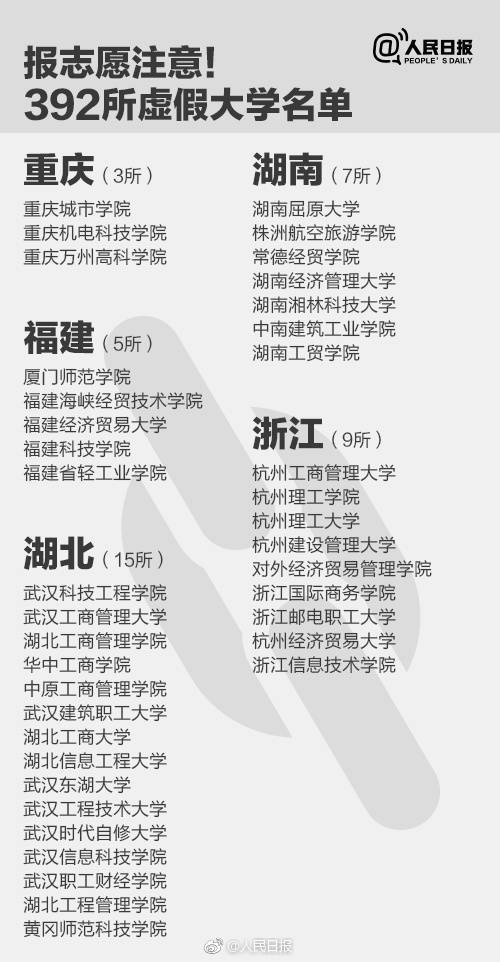 @人民日报
PEOPLE'S DAILY
报志愿注意!
392所虚假大学名单
重庆(3所)
重庆城市学院
重庆机电科技学院
重庆万州高科学院
福建(5所)
厦门师范学院
福建海峡经贸技术学院
福建经济贸易大学
福建科技学院
福建省轻工业学院
湖北(15所)
武汉科技工程学院
武汉工商管理大学
湖北工商管理学院
华中工商学院
中原工商管理学院
武汉建筑职工大学
湖北工商大学
湖北信息工程大学
武汉东湖大学
武汉工程技术大学
武汉时代自修大学
武汉信息科技学院
武汉职工财经学院
湖北工程管理学院
黄冈师范科技学院
湖南(7所)
湖南屈原大学
株洲航空旅游学院
常德经贸学院
湖南经济管理大学
湖南湘林科技大学
中南建筑工业学院
湖南工贸学院
浙江(9所)
杭州工商管理大学
杭州理工学院
杭州理工大学
杭州建设管理大学
对外经济贸易管理学院
浙江国际商务学院
浙江邮电职工大学
杭州经济贸易大学
浙江信息技术学院
@人民日报